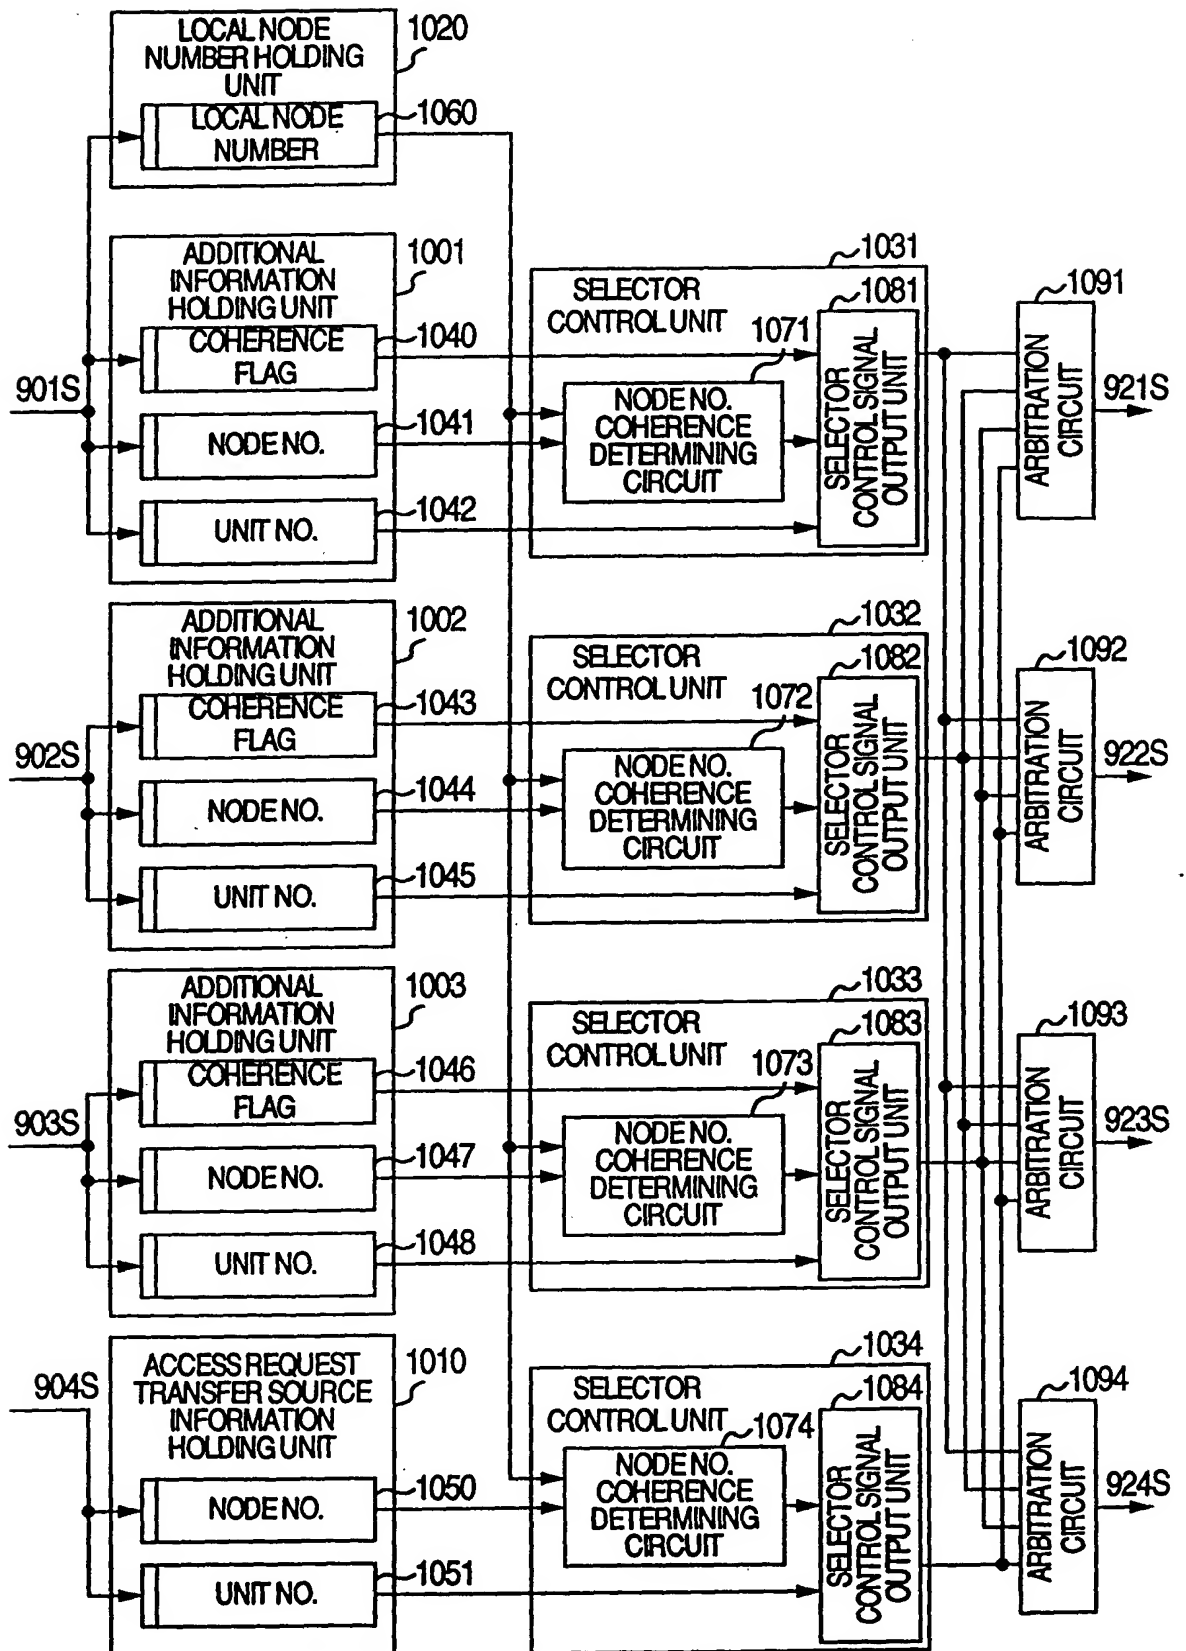 LOCAL NODE
NUMBER HOLDING
UNIT
1020
LOCAL NODE
NUMBER
1060
ADDITIONAL
INFORMATION
HOLDING UNIT
1001
COHERENCE
FLAG
1040
901S
NODE NO.
1041
UNIT NO.
1042
SELECTOR
CONTROL UNIT
1031
1081
1071
NODE NO.
COHERENCE
DETERMINING
CIRCUIT
SELECTOR
CONTROL SIGNAL
OUTPUT UNIT
1091
ARBITRATION
CIRCUIT
921S
ADDITIONAL
INFORMATION
HOLDING UNIT
1002
COHERENCE
FLAG
1043
902S
NODE NO.
1044
UNIT NO.
1045
SELECTOR
CONTROL UNIT
1032
1082
1072
NODE NO.
COHERENCE
DETERMINING
CIRCUIT
SELECTOR
CONTROL SIGNAL
OUTPUT UNIT
1092
ARBITRATION
CIRCUIT
922S
ADDITIONAL
INFORMATION
HOLDING UNIT
1003
COHERENCE
FLAG
1046
903S
NODE NO.
1047
UNIT NO.
1048
SELECTOR
CONTROL UNIT
1033
1083
1073
NODE NO.
COHERENCE
DETERMINING
CIRCUIT
SELECTOR
CONTROL SIGNAL
OUTPUT UNIT
1093
ARBITRATION
CIRCUIT
923S
904S
ACCESS REQUEST
TRANSFER SOURCE
INFORMATION
HOLDING UNIT
1010
NODE NO.
1050
UNIT NO.
1051
SELECTOR
CONTROL UNIT
1034
1084
1074
NODE NO.
COHERENCE
DETERMINING
CIRCUIT
SELECTOR
CONTROL SIGNAL
OUTPUT UNIT
1094
ARBITRATION
CIRCUIT
924S